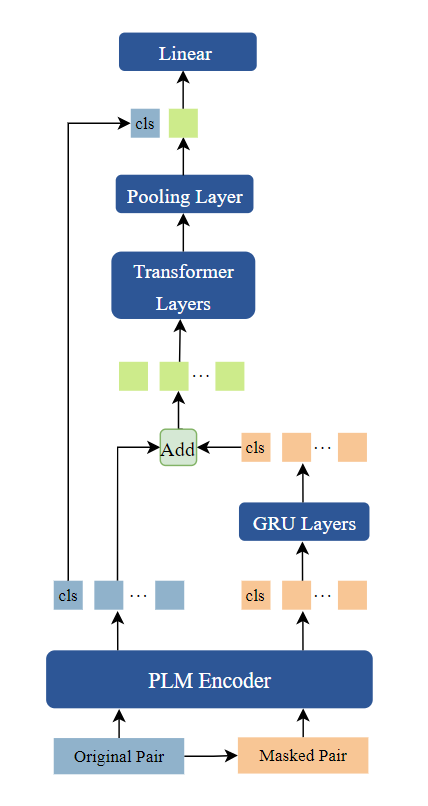 Linear
cls
Pooling Layer
Transformer
Layers
...
Add
cls
...
GRU Layers
cls
...
cls
...
PLM Encoder
Original Pair
Masked Pair